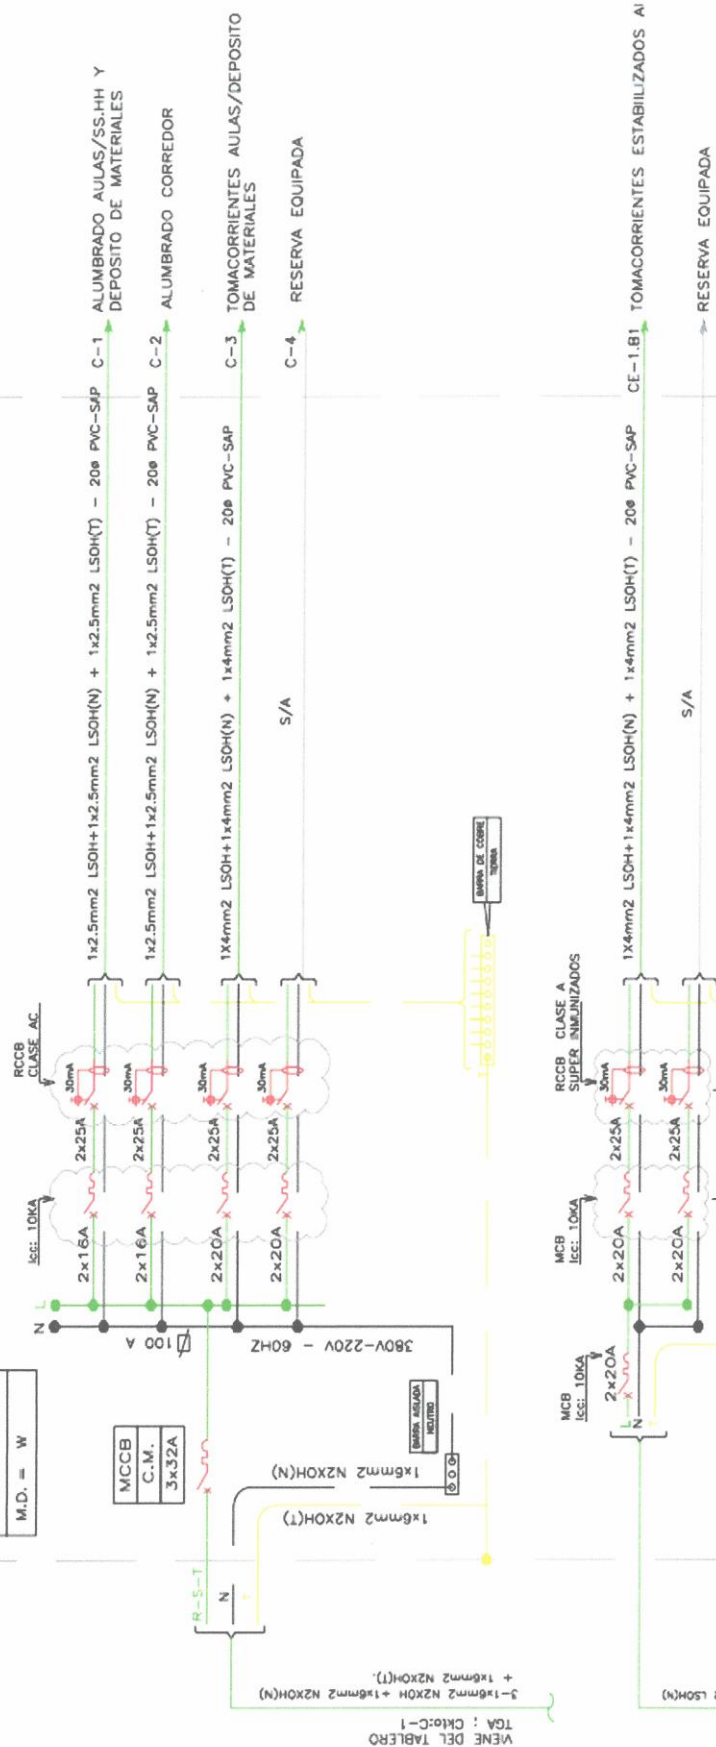 M.D. = W
MCCB
C.M.
3x32A
R-S-T
N
T
VIENE DEL TABLERO
TGA ; Ckto:C-1
3-1x6mm2 N2XOH + 1x6mm2 N2XOH(N)
+ 1x6mm2 N2XOH(T).
1x6mm2 N2XOH(N)
1x6mm2 N2XOH(T)
BARRA AISLADA
NEUTRO
380V-220V - 60HZ
100 A
N
L
Icc: 10KA
RCCB
CLASE AC
2x16A
2x25A
30mA
1x2.5mm2 LSOH+1x2.5mm2 LSOH(N) + 1x2.5mm2 LSOH(T) - 20ø PVC-SAP
C-1
ALUMBRADO AULAS/SS.HH Y
DEPOSITO DE MATERIALES
2x16A
2x25A
30mA
1x2.5mm2 LSOH+1x2.5mm2 LSOH(N) + 1x2.5mm2 LSOH(T) - 20ø PVC-SAP
C-2
ALUMBRADO CORREDOR
2x20A
2x25A
30mA
1X4mm2 LSOH+1x4mm2 LSOH(N) + 1x4mm2 LSOH(T) - 20ø PVC-SAP
C-3
TOMACORRIENTES AULAS/DEPOSITO
DE MATERIALES
2x20A
2x25A
30mA
S/A
C-4
RESERVA EQUIPADA
BARRA DE COBRE
TIERRA
LSOH(N)
MCB
Icc: 10KA
2x20A
L
N
MCB
Icc: 10KA
RCCB CLASE A
SUPER INMUNIZADOS
2x20A
2x25A
30mA
1X4mm2 LSOH+1x4mm2 LSOH(N) + 1x4mm2 LSOH(T) - 20ø PVC-SAP
CE-1.B1
TOMACORRIENTES ESTABIILIZADOS
2x20A
2x25A
30mA
S/A
RESERVA EQUIPADA